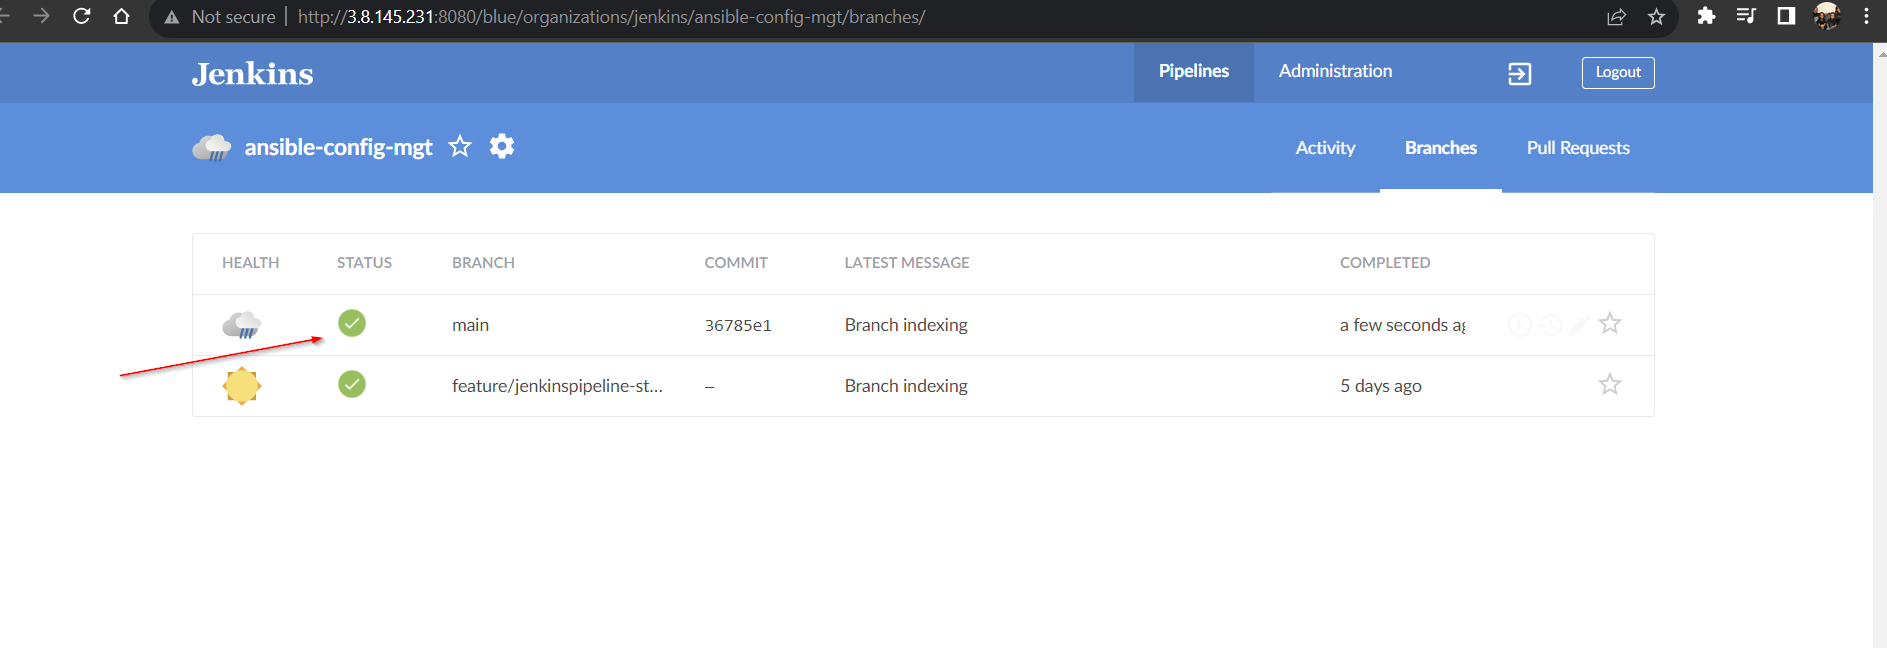 Not secure | http://3.8.145.231:8080/blue/organizations/jenkins/ansible-config-mgt/branches/
Jenkins
Pipelines
Administration
Logout
ansible-config-mgt
Activity
Branches
Pull Requests
HEALTH STATUS BRANCH COMMIT LATEST MESSAGE COMPLETED
main 36785e1 Branch indexing a few seconds ag
feature/jenkinspipeline-st... – Branch indexing 5 days ago